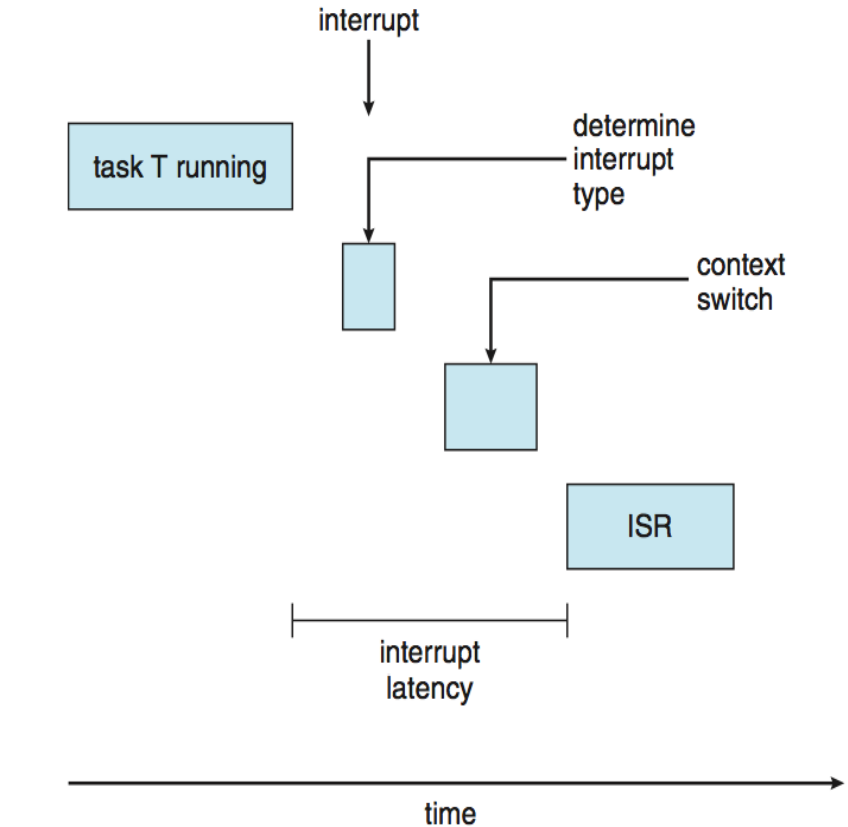 interrupt
task T running
determine
interrupt
type
context
switch
ISR
interrupt
latency
time